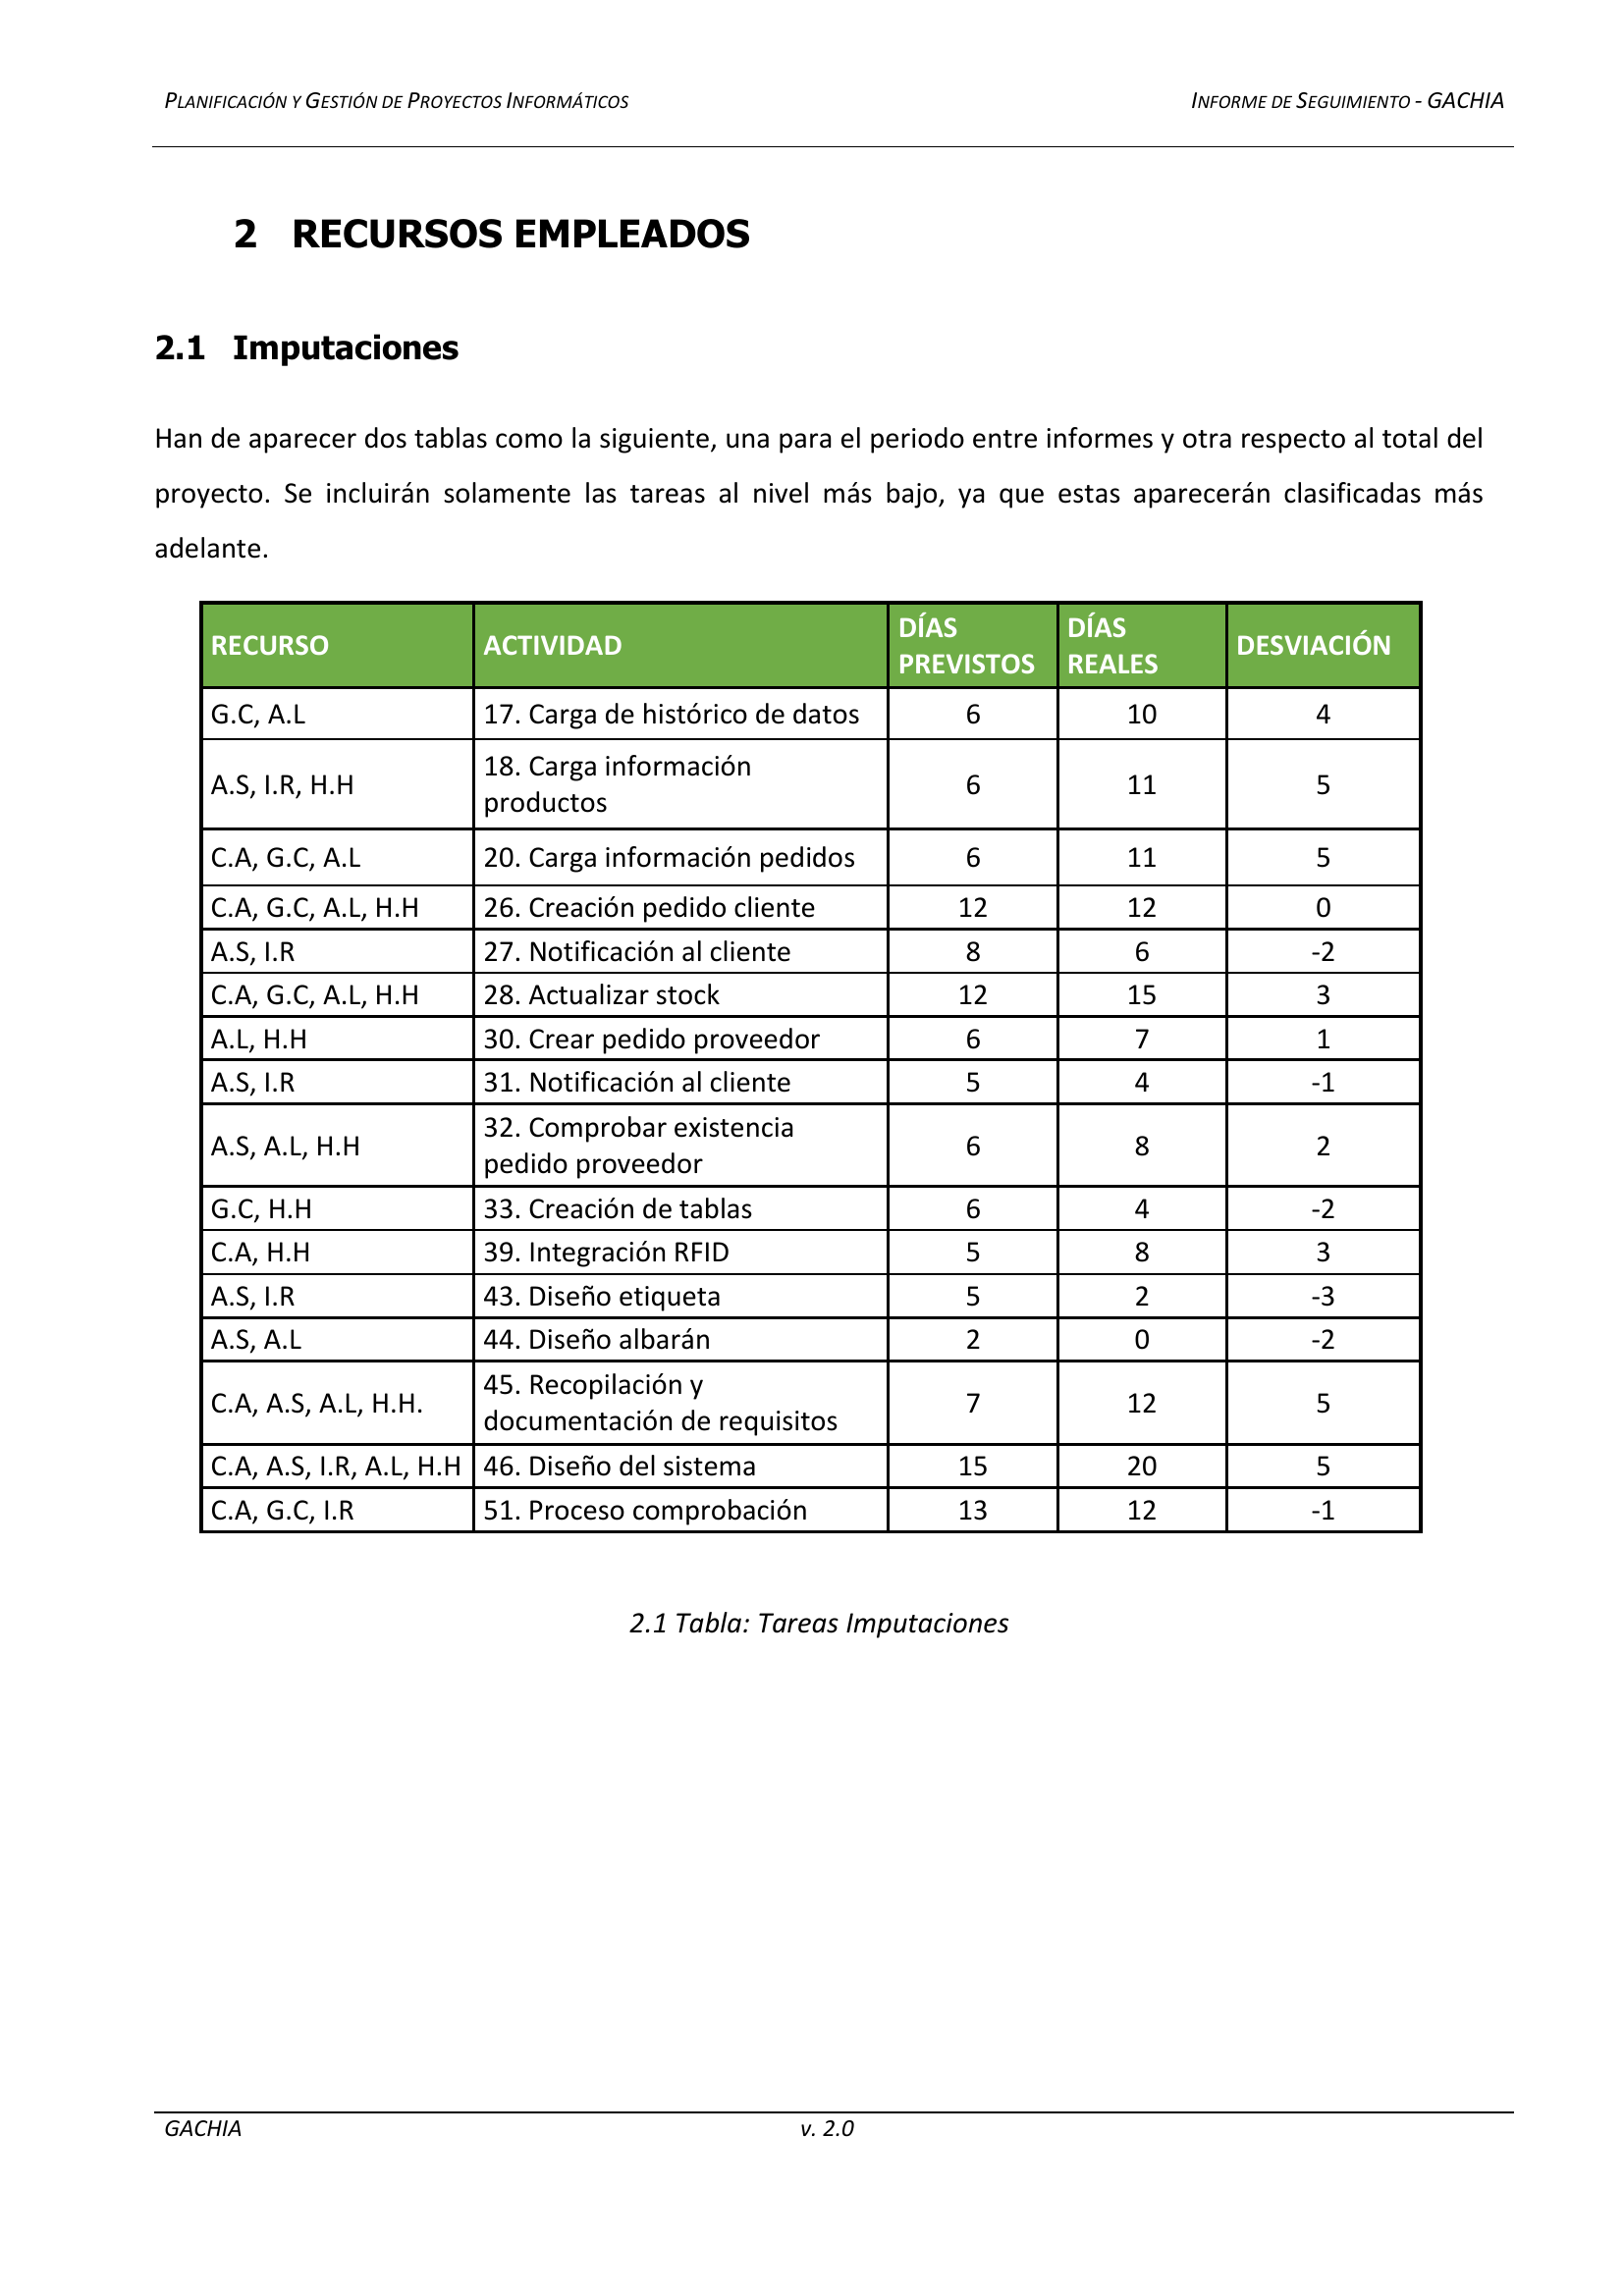 PLANIFICACIÓN Y GESTIÓN DE PROYECTOS INFORMÁTICOS INFORME DE SEGUIMIENTO - GACHIA
2 RECURSOS EMPLEADOS
2.1 Imputaciones
Han de aparecer dos tablas como la siguiente, una para el periodo entre informes y otra respecto al total del
proyecto. Se incluirán solamente las tareas al nivel más bajo, ya que estas aparecerán clasificadas más
adelante.
RECURSO ACTIVIDAD DÍAS PREVISTOS DÍAS REALES DESVIACIÓN
G.C, A.L 17. Carga de histórico de datos 6 10 4
A.S, I.R, H.H 18. Carga información productos 6 11 5
C.A, G.C, A.L 20. Carga información pedidos 6 11 5
C.A, G.C, A.L, H.H 26. Creación pedido cliente 12 12 0
A.S, I.R 27. Notificación al cliente 8 6 -2
C.A, G.C, A.L, H.H 28. Actualizar stock 12 15 3
A.L, H.H 30. Crear pedido proveedor 6 7 1
A.S, I.R 31. Notificación al cliente 5 4 -1
A.S, A.L, H.H 32. Comprobar existencia pedido proveedor 6 8 2
G.C, H.H 33. Creación de tablas 6 4 -2
C.A, H.H 39. Integración RFID 5 8 3
A.S, I.R 43. Diseño etiqueta 5 2 -3
A.S, A.L 44. Diseño albarán 2 0 -2
C.A, A.S, A.L, H.H. 45. Recopilación y documentación de requisitos 7 12 5
C.A, A.S, I.R, A.L, H.H 46. Diseño del sistema 15 20 5
C.A, G.C, I.R 51. Proceso comprobación 13 12 -1
2.1 Tabla: Tareas Imputaciones
GACHIA v. 2.0